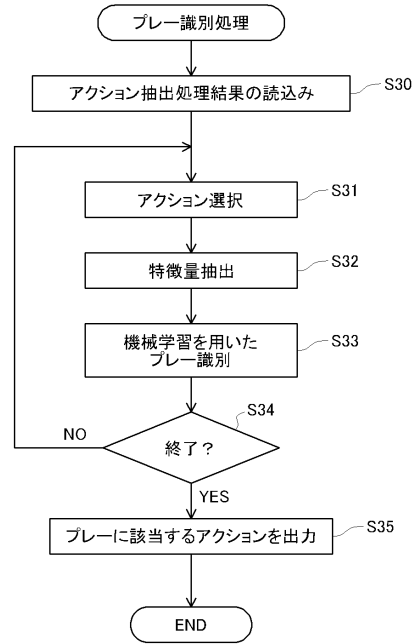 プレー識別処理
アクション抽出処理結果の読込み
S30
アクション選択
S31
特徴量抽出
S32
機械学習を用いた
プレー識別
S33
S34
終了？
NO
YES
プレーに該当するアクションを出力
S35
END